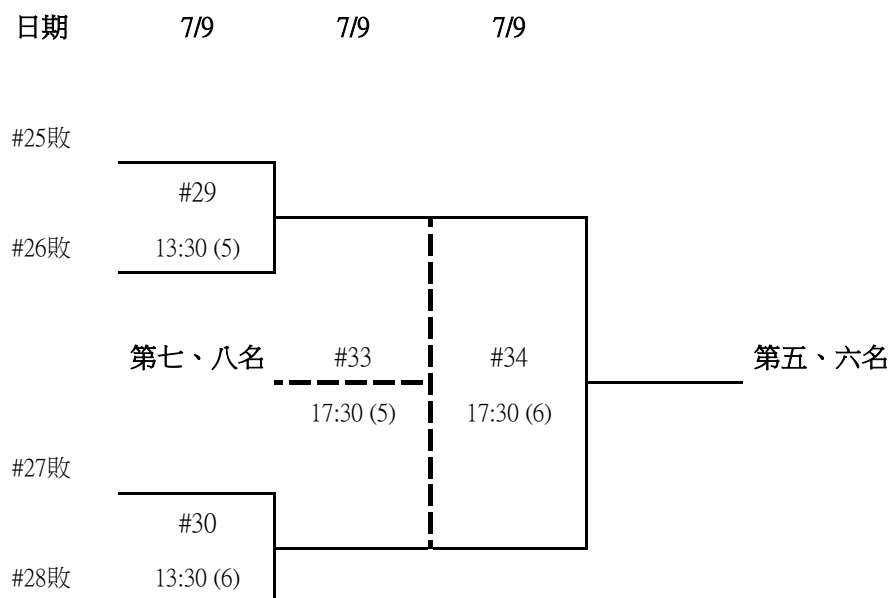 日期 7/9 7/9 7/9
#25敗
#29
#26敗 13:30 (5)
第七、八名 #33 #34 第五、六名
17:30 (5) 17:30 (6)
#27敗
#30
#28敗 13:30 (6)